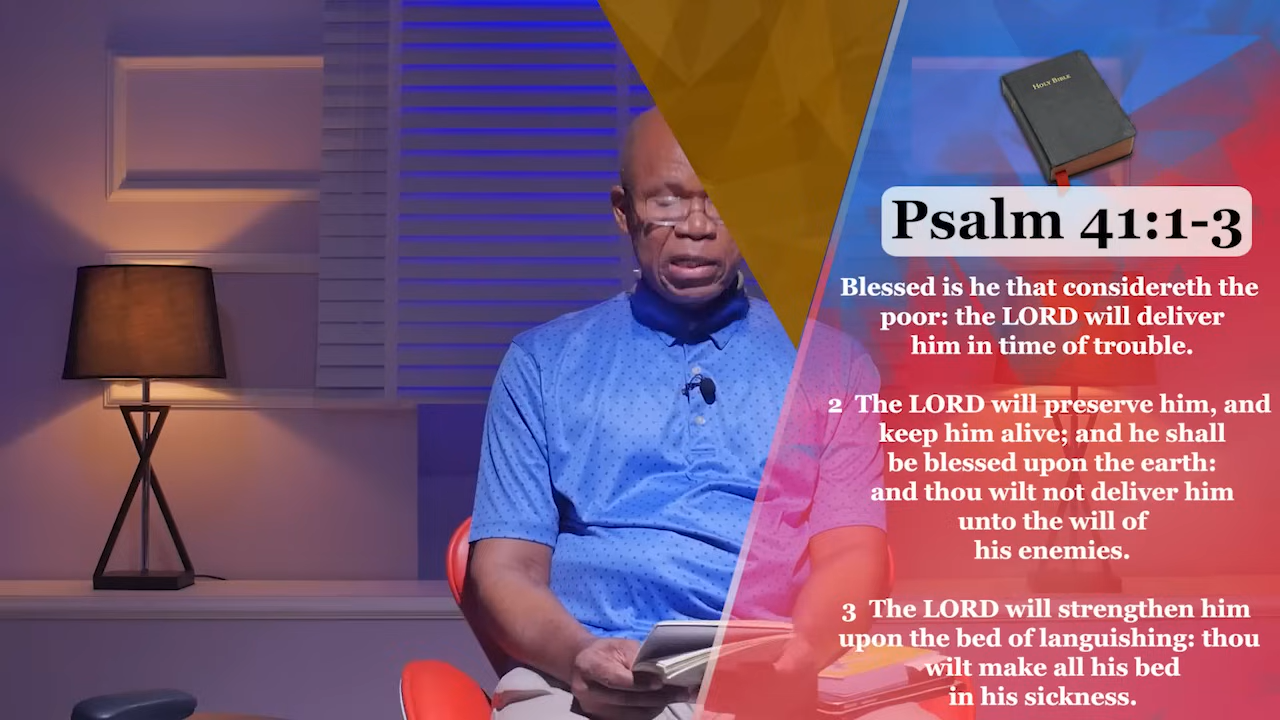 HOLY BIBLE
Psalm 41:1-3
Blessed is he that considereth the
poor: the LORD will deliver
him in time of trouble.
2 The LORD will preserve him, and
keep him alive; and he shall
be blessed upon the earth:
and thou wilt not deliver him
unto the will of
his enemies.
3 The LORD will strengthen him
upon the bed of languishing: thou
wilt make all his bed
in his sickness.